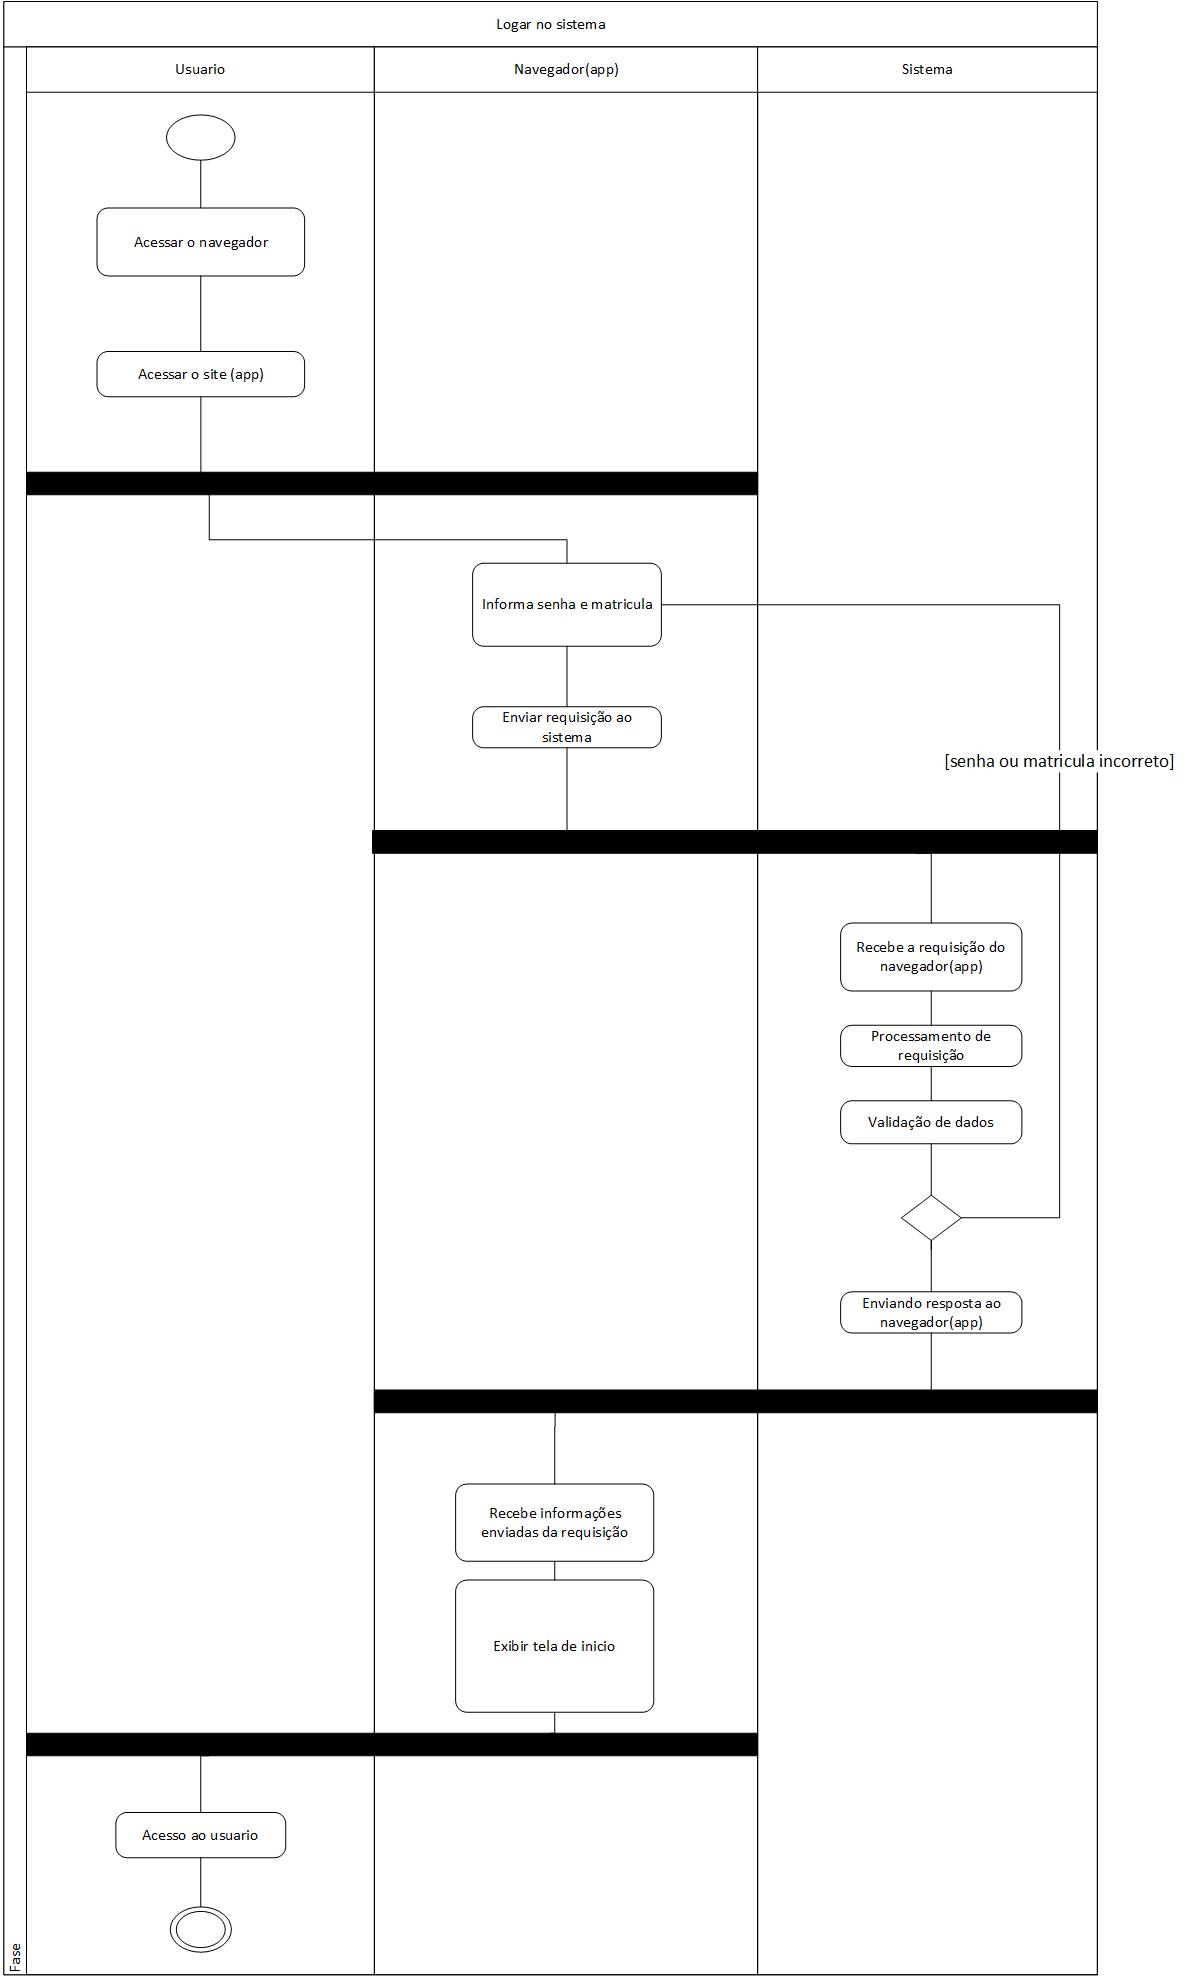 Logar no sistema
Usuario
Navegador(app)
Sistema
Acessar o navegador
Acessar o site (app)
Informa senha e matricula
Enviar requisição ao
sistema
[senha ou matricula incorreto]
Recebe a requisição do
navegador(app)
Processamento de
requisição
Validação de dados
Enviando resposta ao
navegador(app)
Recebe informações
enviadas da requisição
Exibir tela de inicio
Acesso ao usuario
Fase